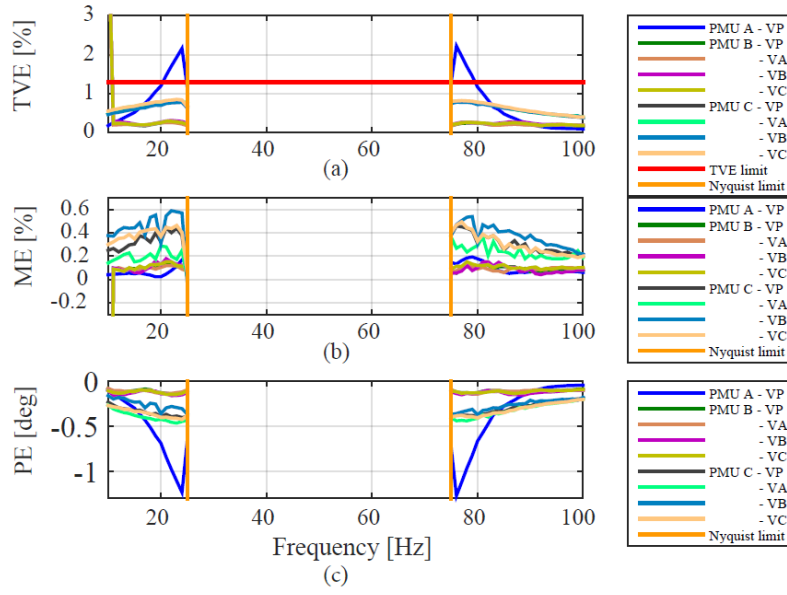 TVE [%]
3
2
1
0
20
40
60
80
100
(a)
PMU A - VP
PMU B - VP
- VA
- VB
- VC
PMU C - VP
- VA
- VB
- VC
TVE limit
Nyquist limit
ME [%]
0.6
0.4
0.2
0
-0.2
20
40
60
80
100
(b)
PMU A - VP
PMU B - VP
- VA
- VB
- VC
PMU C - VP
- VA
- VB
- VC
Nyquist limit
PE [deg]
0
-0.5
-1
20
40
60
80
100
Frequency [Hz]
(c)
PMU A - VP
PMU B - VP
- VA
- VB
- VC
PMU C - VP
- VA
- VB
- VC
Nyquist limit